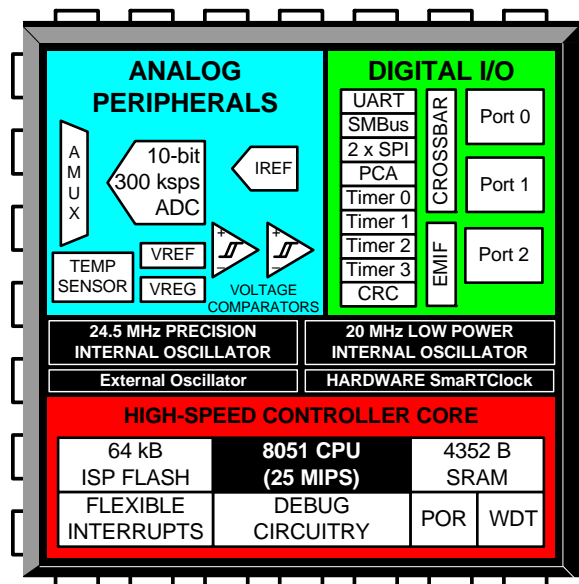 ANALOG
PERIPHERALS
A
M
U
X
10-bit
300 ksps
ADC
IREF
TEMP
SENSOR
VREF
VREG
+
−
+
−
VOLTAGE
COMPARATORS
DIGITAL I/O
UART
SMBus
2 x SPI
PCA
Timer 0
Timer 1
Timer 2
Timer 3
CRC
CROSSBAR
EMIF
Port 0
Port 1
Port 2
24.5 MHz PRECISION
INTERNAL OSCILLATOR
20 MHz LOW POWER
INTERNAL OSCILLATOR
External Oscillator
HARDWARE SmaRTClock
HIGH-SPEED CONTROLLER CORE
64 kB
ISP FLASH
8051 CPU
(25 MIPS)
4352 B
SRAM
FLEXIBLE
INTERRUPTS
DEBUG
CIRCUITRY
POR
WDT